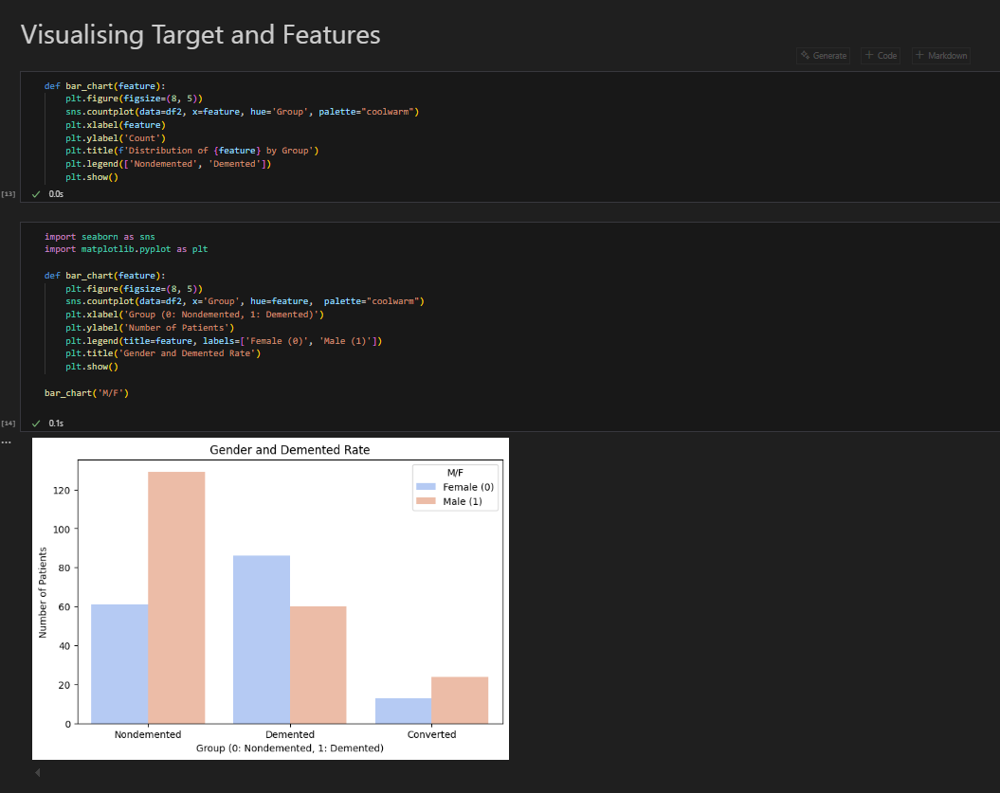 Visualising Target and Features
Generate
Code
Markdown
def bar_chart(feature):
    plt.figure(figsize=(8, 5))
    sns.countplot(data=df2, x=feature, hue='Group', palette="coolwarm")
    plt.xlabel(feature)
    plt.ylabel('Count')
    plt.title(f'Distribution of {feature} by Group')
    plt.legend(['Nondemented', 'Demented'])
    plt.show()
[13]
0.0s
import seaborn as sns
import matplotlib.pyplot as plt
def bar_chart(feature):
    plt.figure(figsize=(8, 5))
    sns.countplot(data=df2, x='Group', hue=feature,  palette="coolwarm")
    plt.xlabel('Group (0: Nondemented, 1: Demented)')
    plt.ylabel('Number of Patients')
    plt.legend(title=feature, labels=['Female (0)', 'Male (1)'])
    plt.title('Gender and Demented Rate')
    plt.show()
bar_chart('M/F')
[14]
0.1s
Gender and Demented Rate
M/F
Female (0)
Male (1)
Number of Patients
120
100
80
60
40
20
0
Nondemented Demented Converted
Group (0: Nondemented, 1: Demented)